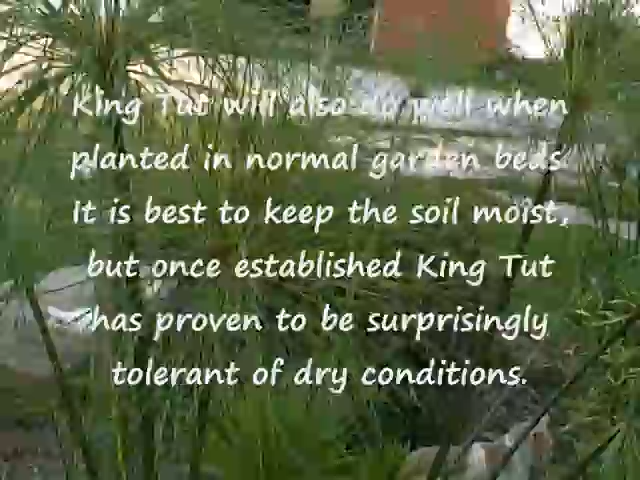 King Tut will also do well when
planted in normal garden beds
It is best to keep the soil moist,
but once established King Tut
has proven to be surprisingly
tolerant of dry conditions.